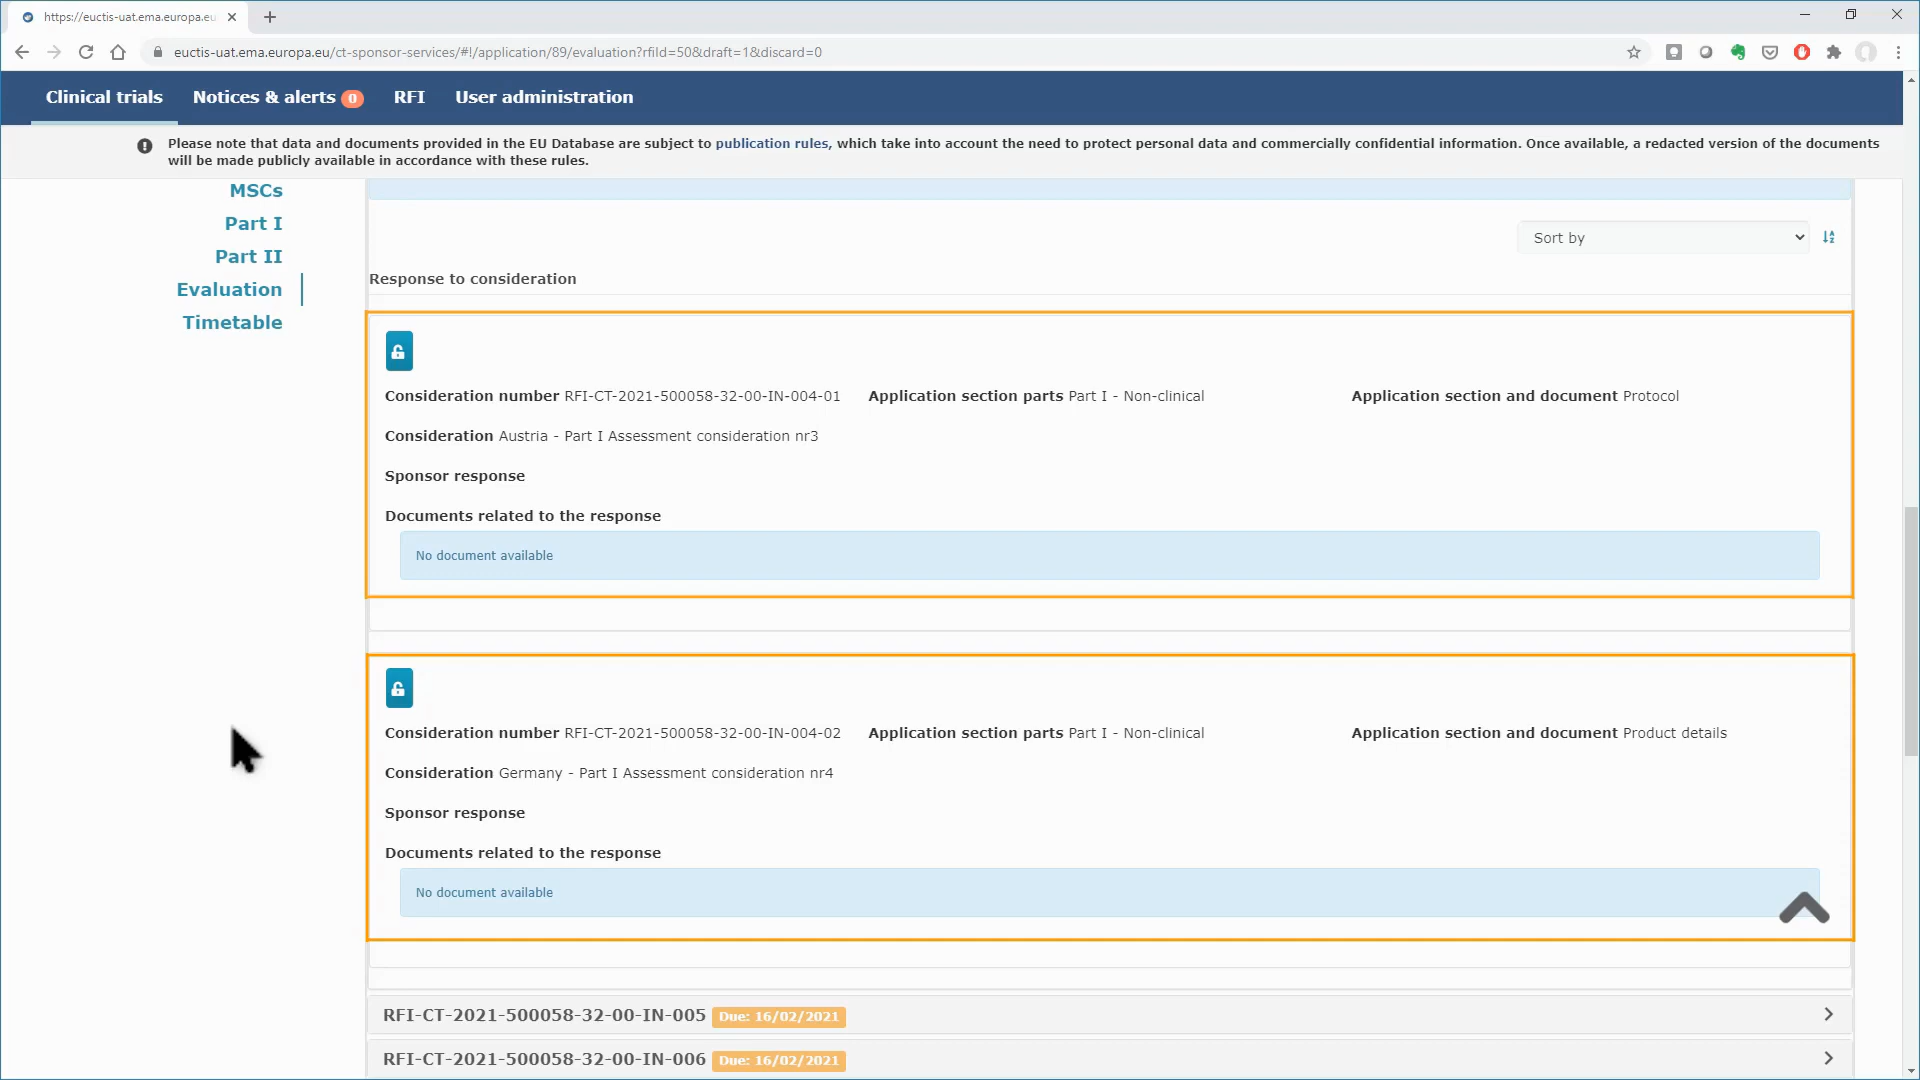 https://euctis-uat.ema.europa.eu
euctis-uat.ema.europa.eu/ct-sponsor-services/#!/application/89/evaluation?rfiId=50&draft=1&discard=0
Clinical trials Notices & alerts 0 RFI User administration
Please note that data and documents provided in the EU Database are subject to publication rules, which take into account the need to protect personal data and commercially confidential information. Once available, a redacted version of the documents
will be made publicly available in accordance with these rules.
MSCs
Part I
Part II
Evaluation
Timetable
Sort by
Response to consideration
Consideration number RFI-CT-2021-500058-32-00-IN-004-01 Application section parts Part I - Non-clinical Application section and document Protocol
Consideration Austria - Part I Assessment consideration nr3
Sponsor response
Documents related to the response
No document available
Consideration number RFI-CT-2021-500058-32-00-IN-004-02 Application section parts Part I - Non-clinical Application section and document Product details
Consideration Germany - Part I Assessment consideration nr4
Sponsor response
Documents related to the response
No document available
RFI-CT-2021-500058-32-00-IN-005 Due: 16/02/2021
RFI-CT-2021-500058-32-00-IN-006 Due: 16/02/2021